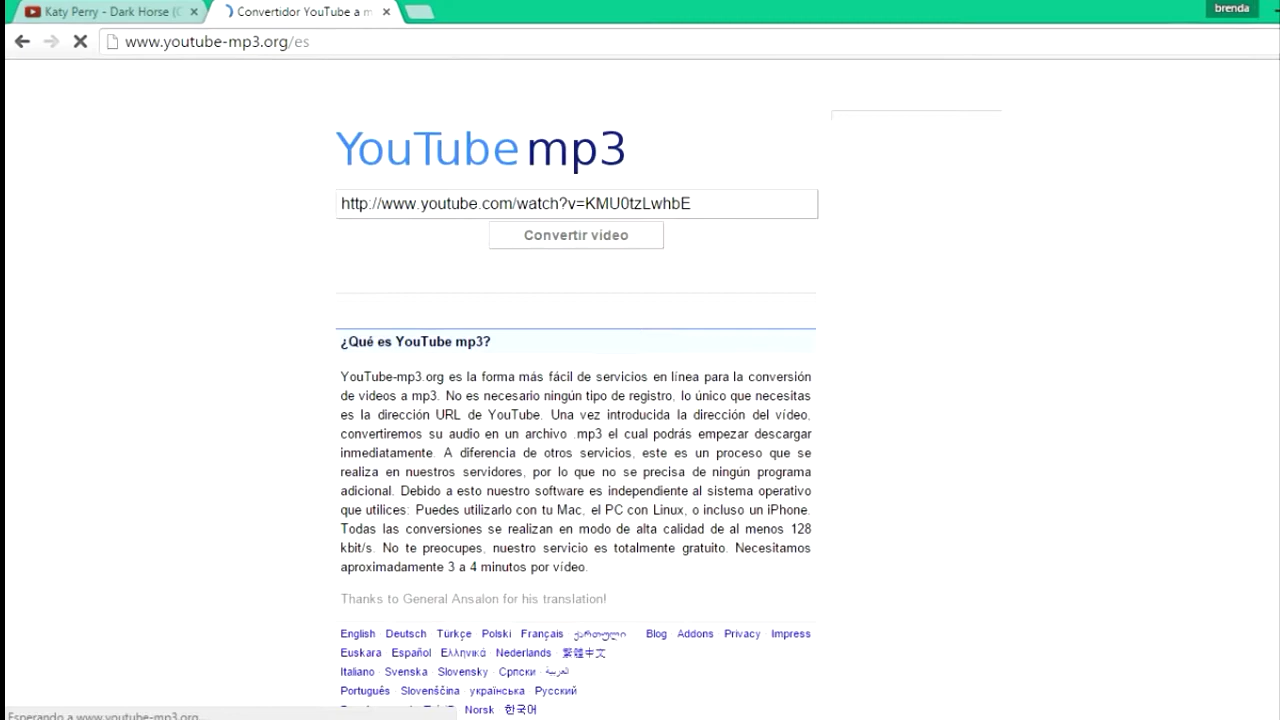 Katy Perry - Dark Horse (C
Convertidor YouTube a m
brenda
www.youtube-mp3.org/es
YouTube mp3
http://www.youtube.com/watch?v=KMU0tzLwhbE
Convertir video
¿Qué es YouTube mp3?
YouTube-mp3.org es la forma más fácil de servicios en línea para la conversión
de videos a mp3. No es necesario ningún tipo de registro, lo único que necesitas
es la dirección URL de YouTube. Una vez introducida la dirección del vídeo,
convertiremos su audio en un archivo .mp3 el cual podrás empezar descargar
inmediatamente. A diferencia de otros servicios, este es un proceso que se
realiza en nuestros servidores, por lo que no se precisa de ningún programa
adicional. Debido a esto nuestro software es independiente al sistema operativo
que utilices: Puedes utilizarlo con tu Mac, el PC con Linux, o incluso un iPhone.
Todas las conversiones se realizan en modo de alta calidad de al menos 128
kbit/s. No te preocupes, nuestro servicio es totalmente gratuito. Necesitamos
aproximadamente 3 a 4 minutos por vídeo.
Thanks to General Ansalon for his translation!
English Deutsch Türkçe Polski Français ქართული Blog Addons Privacy Impress
Euskara Español Ελληνικά Nederlands 繁體中文
Italiano Svenska Slovensky Српски العربية
Português Slovenščina українська Русский
Norsk 한국어
Esperando a www.youtube-mp3.org...